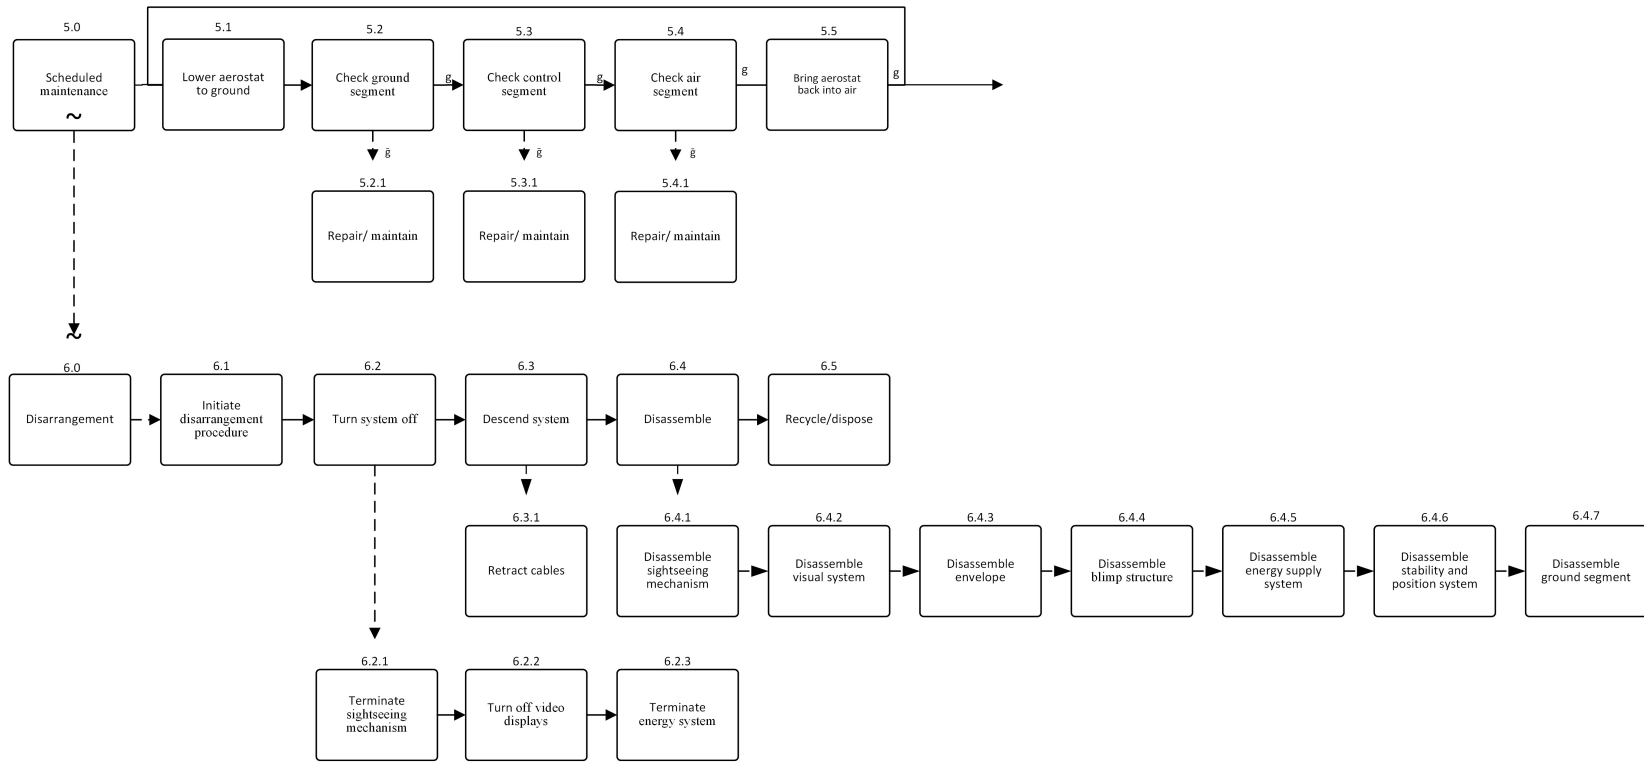 5.0
5.1
5.2
5.3
5.4
5.5
Scheduled
maintenance
~
Lower aerostat
to ground
Check ground
segment
g
Check control
segment
g
Check air
segment
g
Bring aerostat
back into air
g
ḡ
ḡ
ḡ
5.2.1
5.3.1
5.4.1
Repair/ maintain
Repair/ maintain
Repair/ maintain
~
6.0
6.1
6.2
6.3
6.4
6.5
Disarrangement
Initiate
disarrangement
procedure
Turn system off
Descend system
Disassemble
Recycle/dispose
6.3.1
6.4.1
6.4.2
6.4.3
6.4.4
6.4.5
6.4.6
6.4.7
Retract cables
Disassemble
sightseeing
mechanism
Disassemble
visual system
Disassemble
envelope
Disassemble
blimp structure
Disassemble
energy supply
system
Disassemble
stability and
position system
Disassemble
ground segment
6.2.1
6.2.2
6.2.3
Terminate
sightseeing
mechanism
Turn off video
displays
Terminate
energy system